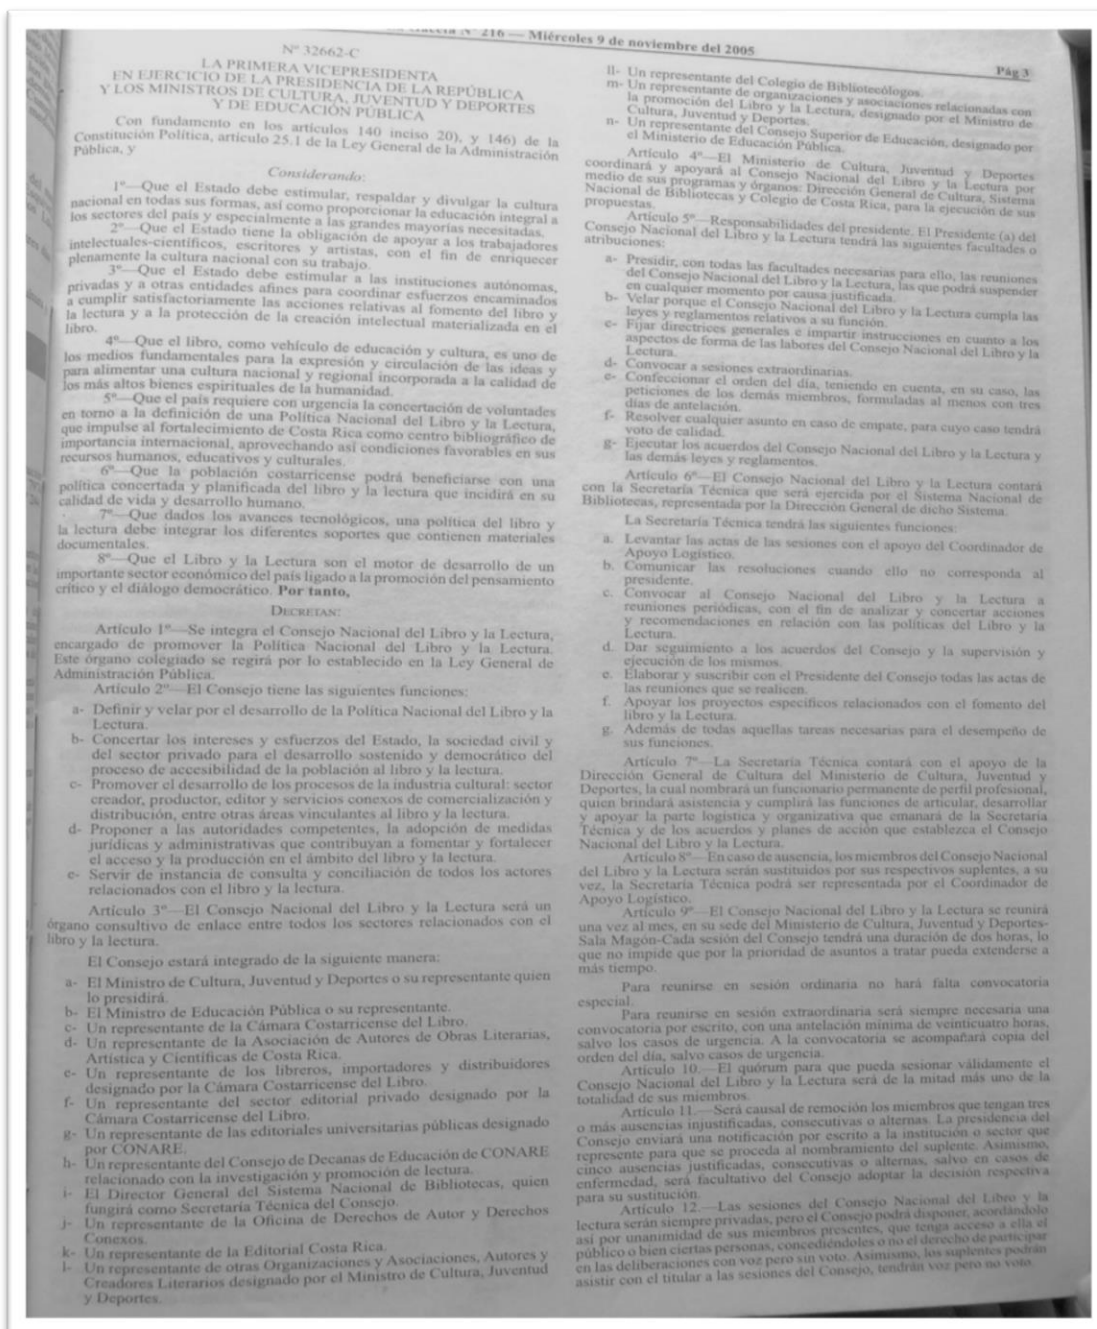 Gaceta Nº 216 — Miércoles 9 de noviembre del 2005
Pág 3
Nº 32662-C
LA PRIMERA VICEPRESIDENTA
EN EJERCICIO DE LA PRESIDENCIA DE LA REPÚBLICA
Y LOS MINISTROS DE CULTURA, JUVENTUD Y DEPORTES
Y DE EDUCACIÓN PÚBLICA
Con fundamento en los artículos 140 inciso 20), y 146) de la
Constitución Política, artículo 25.1 de la Ley General de la Administración
Pública, y
Considerando:
1º—Que el Estado debe estimular, respaldar y divulgar la cultura
nacional en todas sus formas, así como proporcionar la educación integral a
los sectores del país y especialmente a las grandes mayorías necesitadas.
2º—Que el Estado tiene la obligación de apoyar a los trabajadores
intelectuales-científicos, escritores y artistas, con el fin de enriquecer
plenamente la cultura nacional con su trabajo.
3º—Que el Estado debe estimular a las instituciones autónomas,
privadas y a otras entidades afines para coordinar esfuerzos encaminados
a cumplir satisfactoriamente las acciones relativas al fomento del libro y
la lectura y a la protección de la creación intelectual materializada en el
libro.
4º—Que el libro, como vehículo de educación y cultura, es uno de
los medios fundamentales para la expresión y circulación de las ideas y
para alimentar una cultura nacional y regional incorporada a la calidad de
los más altos bienes espirituales de la humanidad.
5º—Que el país requiere con urgencia la concertación de voluntades
en torno a la definición de una Política Nacional del Libro y la Lectura,
que impulse al fortalecimiento de Costa Rica como centro bibliográfico de
importancia internacional, aprovechando así condiciones favorables en sus
recursos humanos, educativos y culturales.
6º—Que la población costarricense podrá beneficiarse con una
política concertada y planificada del libro y la lectura que incidirá en su
calidad de vida y desarrollo humano.
7º—Que dados los avances tecnológicos, una política del libro y
la lectura debe integrar los diferentes soportes que contienen materiales
documentales.
8º—Que el Libro y la Lectura son el motor de desarrollo de un
importante sector económico del país ligado a la promoción del pensamiento
crítico y el diálogo democrático. Por tanto,
DECRETAN:
Artículo 1º—Se integra el Consejo Nacional del Libro y la Lectura,
encargado de promover la Política Nacional del Libro y la Lectura.
Este órgano colegiado se regirá por lo establecido en la Ley General de
Administración Pública.
Artículo 2º—El Consejo tiene las siguientes funciones:
a- Definir y velar por el desarrollo de la Política Nacional del Libro y la
Lectura.
b- Concertar los intereses y esfuerzos del Estado, la sociedad civil y
del sector privado para el desarrollo sostenido y democrático del
proceso de accesibilidad de la población al libro y la lectura.
c- Promover el desarrollo de los procesos de la industria cultural: sector
creador, productor, editor y servicios conexos de comercialización y
distribución, entre otras áreas vinculantes al libro y la lectura.
d- Proponer a las autoridades competentes, la adopción de medidas
jurídicas y administrativas que contribuyan a fomentar y fortalecer
el acceso y la producción en el ámbito del libro y la lectura.
e- Servir de instancia de consulta y conciliación de todos los actores
relacionados con el libro y la lectura.
Artículo 3º—El Consejo Nacional del Libro y la Lectura será un
órgano consultivo de enlace entre todos los sectores relacionados con el
libro y la lectura.
El Consejo estará integrado de la siguiente manera:
a- El Ministro de Cultura, Juventud y Deportes o su representante quien
lo presidirá.
b- El Ministro de Educación Pública o su representante.
c- Un representante de la Cámara Costarricense del Libro.
d- Un representante de la Asociación de Autores de Obras Literarias,
Artística y Científicas de Costa Rica.
e- Un representante de los libreros, importadores y distribuidores
designado por la Cámara Costarricense del Libro.
f- Un representante del sector editorial privado designado por la
Cámara Costarricense del Libro.
g- Un representante de las editoriales universitarias públicas designado
por CONARE.
h- Un representante del Consejo de Decanas de Educación de CONARE
relacionado con la investigación y promoción de lectura.
i- El Director General del Sistema Nacional de Bibliotecas, quien
fungirá como Secretaría Técnica del Consejo.
j- Un representante de la Oficina de Derechos de Autor y Derechos
Conexos.
k- Un representante de la Editorial Costa Rica.
l- Un representante de otras Organizaciones y Asociaciones, Autores y
Creadores Literarios designado por el Ministro de Cultura, Juventud
y Deportes.
ll- Un representante del Colegio de Bibliotecólogos.
m- Un representante de organizaciones y asociaciones relacionadas con
la promoción del Libro y la Lectura, designado por el Ministro de
Cultura, Juventud y Deportes.
n- Un representante del Consejo Superior de Educación, designado por
el Ministerio de Educación Pública.
Artículo 4º—El Ministerio de Cultura, Juventud y Deportes
coordinará y apoyará al Consejo Nacional del Libro y la Lectura por
medio de sus programas y órganos: Dirección General de Cultura, Sistema
Nacional de Bibliotecas y Colegio de Costa Rica, para la ejecución de sus
propuestas.
Artículo 5º—Responsabilidades del presidente. El Presidente (a) del
Consejo Nacional del Libro y la Lectura tendrá las siguientes facultades o
atribuciones:
a- Presidir, con todas las facultades necesarias para ello, las reuniones
del Consejo Nacional del Libro y la Lectura, las que podrá suspender
en cualquier momento por causa justificada.
b- Velar porque el Consejo Nacional del Libro y la Lectura cumpla las
leyes y reglamentos relativos a su función.
c- Fijar directrices generales e impartir instrucciones en cuanto a los
aspectos de forma de las labores del Consejo Nacional del Libro y la
Lectura.
d- Convocar a sesiones extraordinarias.
e- Confeccionar el orden del día, teniendo en cuenta, en su caso, las
peticiones de los demás miembros, formuladas al menos con tres
días de antelación.
f- Resolver cualquier asunto en caso de empate, para cuyo caso tendrá
voto de calidad.
g- Ejecutar los acuerdos del Consejo Nacional del Libro y la Lectura y
las demás leyes y reglamentos.
Artículo 6º—El Consejo Nacional del Libro y la Lectura contará
con la Secretaría Técnica que será ejercida por el Sistema Nacional de
Bibliotecas, representada por la Dirección General de dicho Sistema.
La Secretaría Técnica tendrá las siguientes funciones:
a. Levantar las actas de las sesiones con el apoyo del Coordinador de
Apoyo Logístico.
b. Comunicar las resoluciones cuando ello no corresponda al
presidente.
c. Convocar al Consejo Nacional del Libro y la Lectura a
reuniones periódicas, con el fin de analizar y concertar acciones
y recomendaciones en relación con las políticas del Libro y la
Lectura.
d. Dar seguimiento a los acuerdos del Consejo y la supervisión y
ejecución de los mismos.
e. Elaborar y suscribir con el Presidente del Consejo todas las actas de
las reuniones que se realicen.
f. Apoyar los proyectos específicos relacionados con el fomento del
libro y la Lectura.
g. Además de todas aquellas tareas necesarias para el desempeño de
sus funciones.
Artículo 7º—La Secretaría Técnica contará con el apoyo de la
Dirección General de Cultura del Ministerio de Cultura, Juventud y
Deportes, la cual nombrará un funcionario permanente de perfil profesional,
quien brindará asistencia y cumplirá las funciones de articular, desarrollar
y apoyar la parte logística y organizativa que emanará de la Secretaría
Técnica y de los acuerdos y planes de acción que establezca el Consejo
Nacional del Libro y la Lectura.
Artículo 8º—En caso de ausencia, los miembros del Consejo Nacional
del Libro y la Lectura serán sustituidos por sus respectivos suplentes, a su
vez, la Secretaría Técnica podrá ser representada por el Coordinador de
Apoyo Logístico.
Artículo 9º—El Consejo Nacional del Libro y la Lectura se reunirá
una vez al mes, en su sede del Ministerio de Cultura, Juventud y Deportes-
Sala Magón-Cada sesión del Consejo tendrá una duración de dos horas, lo
que no impide que por la prioridad de asuntos a tratar pueda extenderse a
más tiempo.
Para reunirse en sesión ordinaria no hará falta convocatoria
especial.
Para reunirse en sesión extraordinaria será siempre necesaria una
convocatoria por escrito, con una antelación mínima de veinticuatro horas,
salvo los casos de urgencia. A la convocatoria se acompañará copia del
orden del día, salvo casos de urgencia.
Artículo 10.—El quórum para que pueda sesionar válidamente el
Consejo Nacional del Libro y la Lectura será de la mitad más uno de la
totalidad de sus miembros.
Artículo 11.—Será causal de remoción los miembros que tengan tres
o más ausencias injustificadas, consecutivas o alternas. La presidencia del
Consejo enviará una notificación por escrito a la institución o sector que
represente para que se proceda al nombramiento del suplente. Asimismo,
cinco ausencias justificadas, consecutivas o alternas, salvo en casos de
enfermedad, será facultativo del Consejo adoptar la decisión respectiva
para su sustitución.
Artículo 12.—Las sesiones del Consejo Nacional del Libro y la
lectura serán siempre privadas, pero el Consejo podrá disponer, acordándolo
así por unanimidad de sus miembros presentes, que tenga acceso a ella el
público o bien ciertas personas, concediéndoles o no el derecho de participar
en las deliberaciones con voz pero sin voto. Asimismo, los suplentes podrán
asistir con el titular a las sesiones del Consejo, tendrán voz pero no voto.